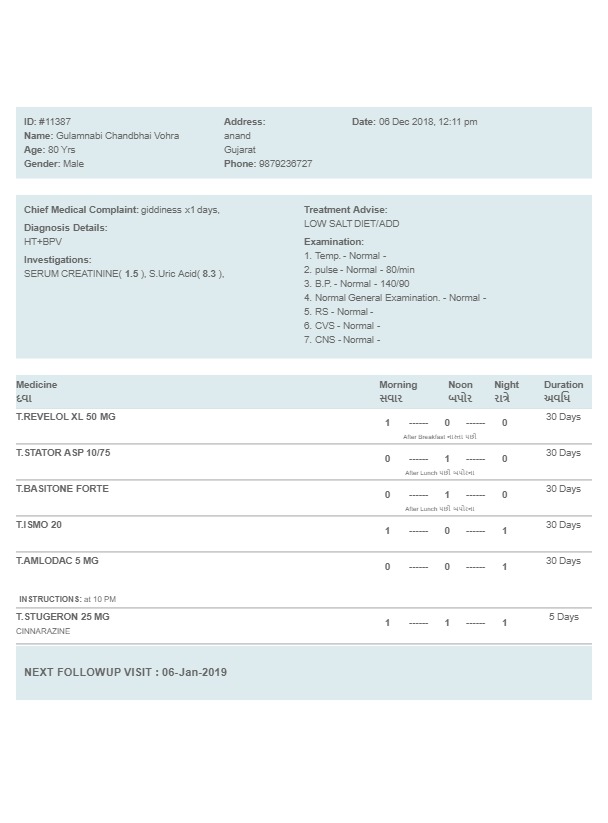 ID: #11387
Name: Gulamnabi Chandbhai Vohra
Age: 80 Yrs
Gender: Male
Address:
anand
Gujarat
Phone: 9879236727
Date: 06 Dec 2018, 12:11 pm
Chief Medical Complaint: giddiness x1 days,
Diagnosis Details:
HT+BPV
Investigations:
SERUM CREATININE( 1.5 ), S.Uric Acid( 8.3 ),
Treatment Advise:
LOW SALT DIET/ADD
Examination:
1. Temp. - Normal -
2. pulse - Normal - 80/min
3. B.P. - Normal - 140/90
4. Normal General Examination. - Normal -
5. RS - Normal -
6. CVS - Normal -
7. CNS - Normal -
Medicine Morning Noon Night Duration
દવા સવાર બપોર રાત્રે અવધિ
T.REVELOL XL 50 MG 1 ------ 0 ------ 0 30 Days
After Breakfast પછી
T.STATOR ASP 10/75 0 ------ 1 ------ 0 30 Days
After Lunch પછી બપોરના
T.BASITONE FORTE 0 ------ 1 ------ 0 30 Days
After Lunch પછી બપોરના
T.ISMO 20 1 ------ 0 ------ 1 30 Days
T.AMLODAC 5 MG 0 ------ 0 ------ 1 30 Days
INSTRUCTIONS: at 10 PM
T.STUGERON 25 MG 1 ------ 1 ------ 1 5 Days
CINNARAZINE
NEXT FOLLOWUP VISIT : 06-Jan-2019